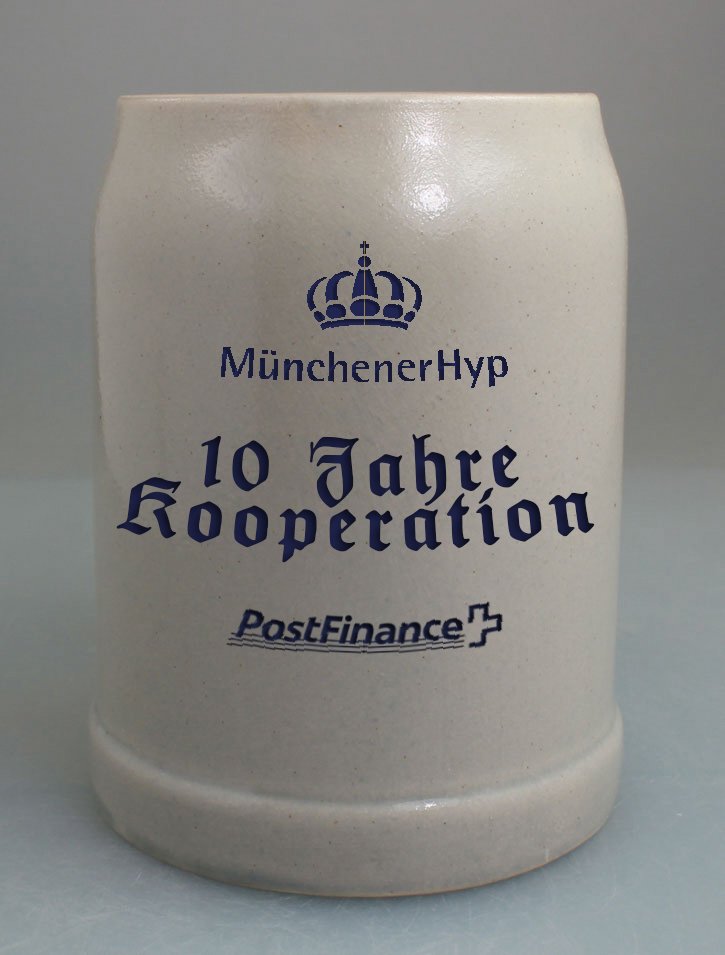 MünchenerHyp
10 Jahre
Kooperation
PostFinance